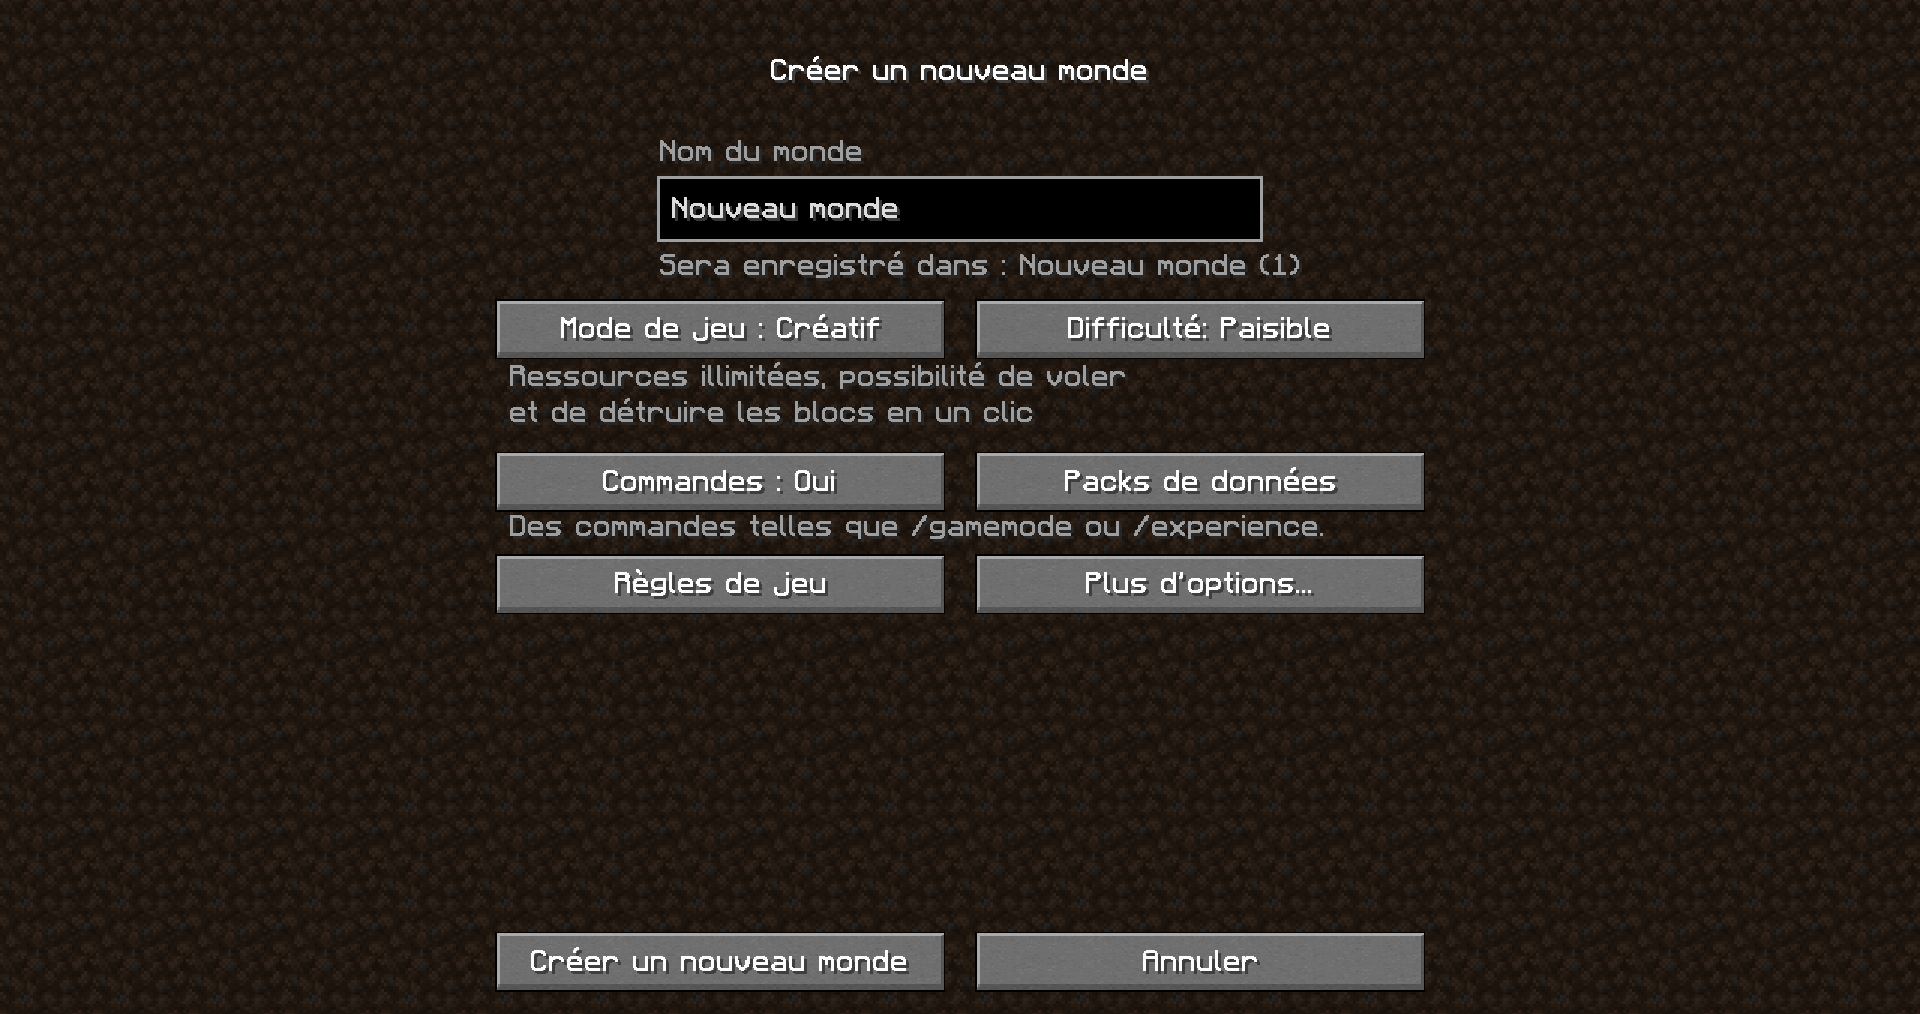 Créer un nouveau monde
Nom du monde
Nouveau monde
Sera enregistré dans : Nouveau monde (1)
Mode de jeu : Créatif
Difficulté: Paisible
Ressources illimitées, possibilité de voler
et de détruire les blocs en un clic
Commandes : Oui
Packs de données
Des commandes telles que /gamemode ou /experience.
Règles de jeu
Plus d'options...
Créer un nouveau monde
Annuler